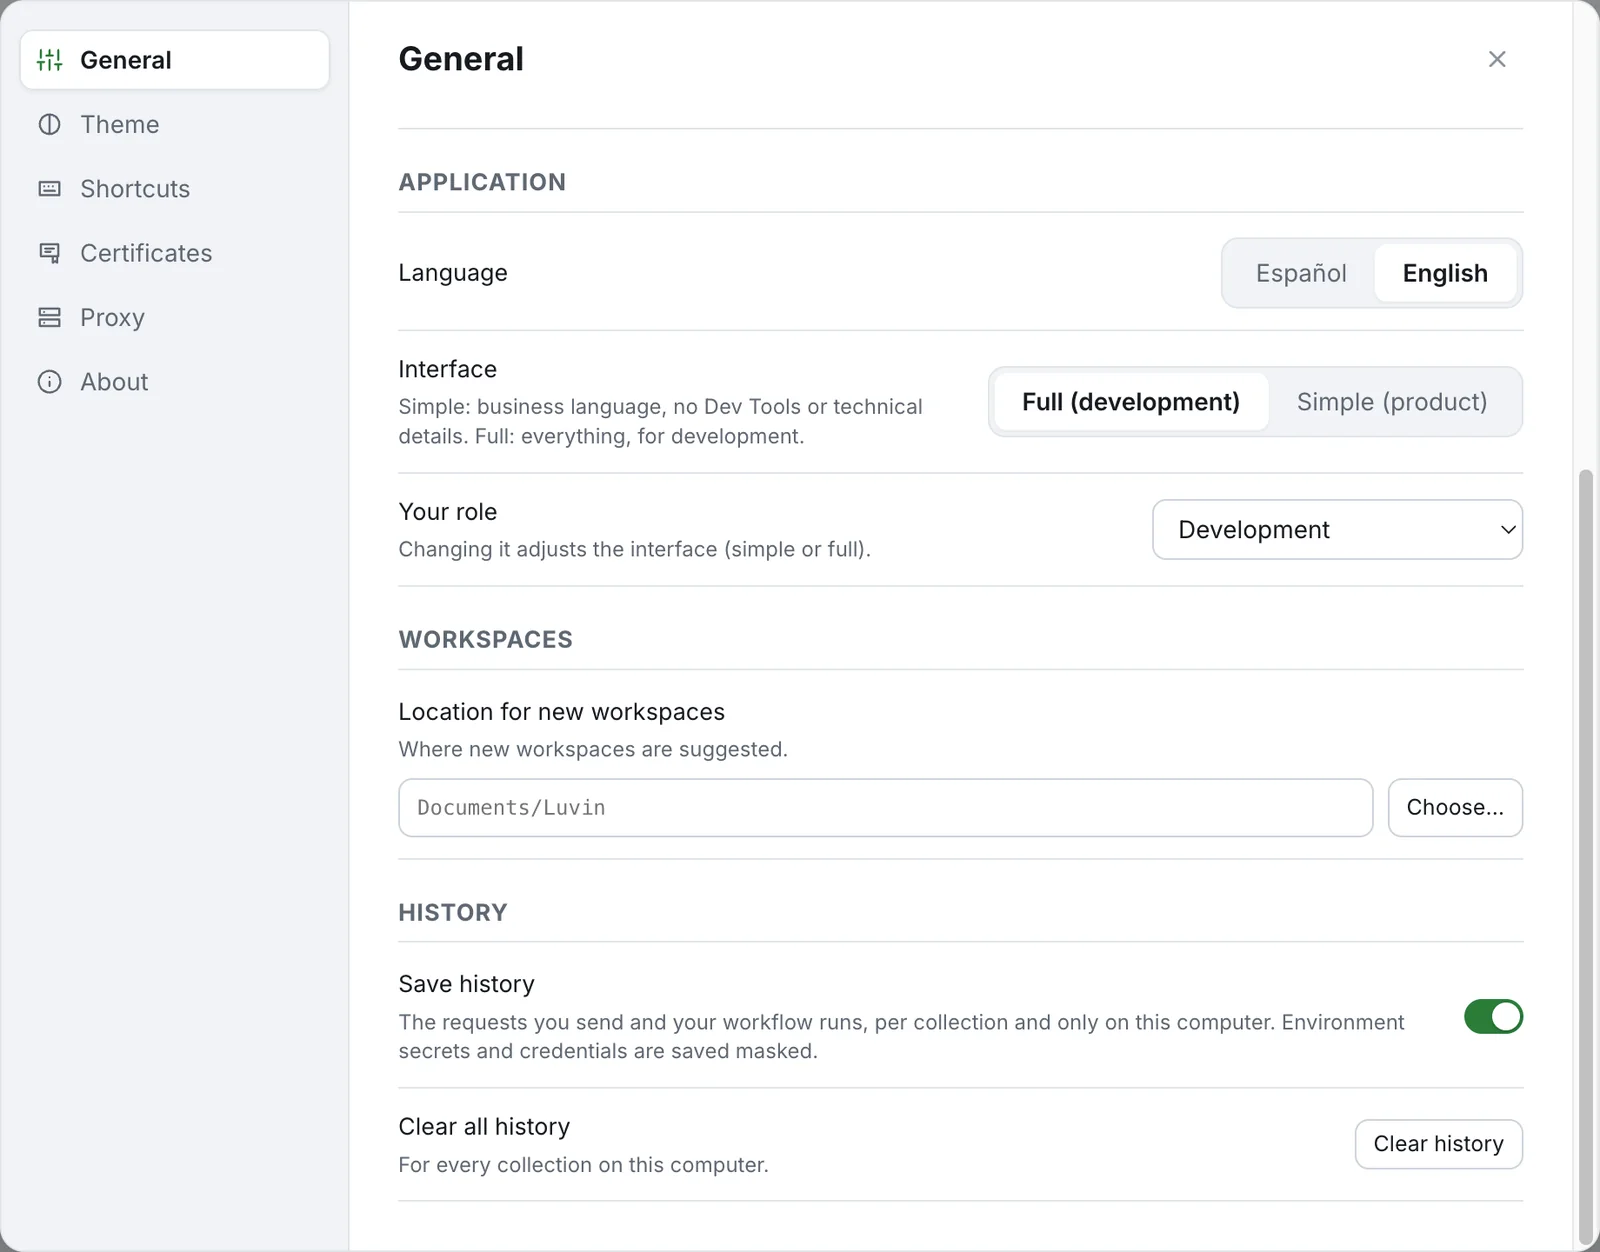 General
Theme
Shortcuts
Certificates
Proxy
About
General
APPLICATION
Language
Español
English
Interface
Simple: business language, no Dev Tools or technical
details. Full: everything, for development.
Full (development)
Simple (product)
Your role
Changing it adjusts the interface (simple or full).
Development
WORKSPACES
Location for new workspaces
Where new workspaces are suggested.
Documents/Luvin
Choose...
HISTORY
Save history
The requests you send and your workflow runs, per collection and only on this computer. Environment
secrets and credentials are saved masked.
Clear all history
For every collection on this computer.
Clear history